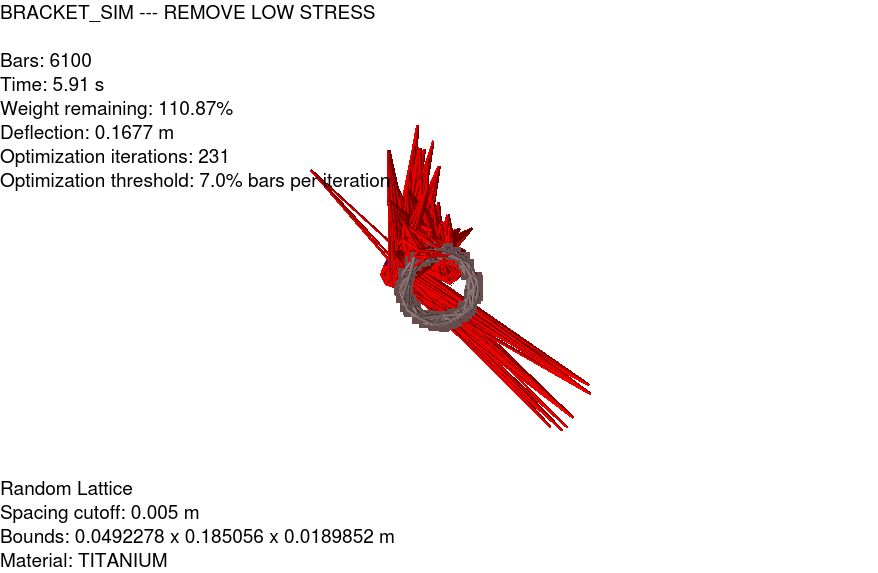 BRACKET_SIM --- REMOVE LOW STRESS
Bars: 6100
Time: 5.91 s
Weight remaining: 110.87%
Deflection: 0.1677 m
Optimization iterations: 231
Optimization threshold: 7.0% bars per iteration
Random Lattice
Spacing cutoff: 0.005 m
Bounds: 0.0492278 x 0.185056 x 0.0189852 m
Material: TITANIUM